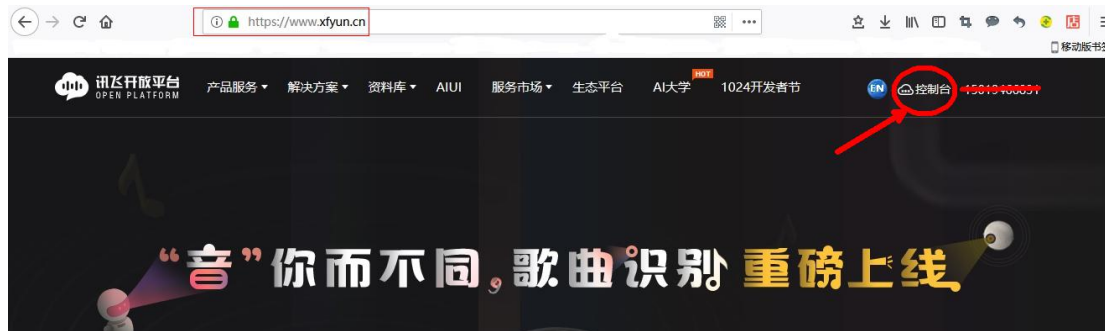 https://www.xfyun.cn
移动版书签
讯飞开放平台
OPEN PLATFORM
产品服务 解决方案 资料库 AIUI 服务市场 生态平台 AI大学 HOT 1024开发者节 EN 控制台
“音”你而不同，歌曲识别 重磅上线